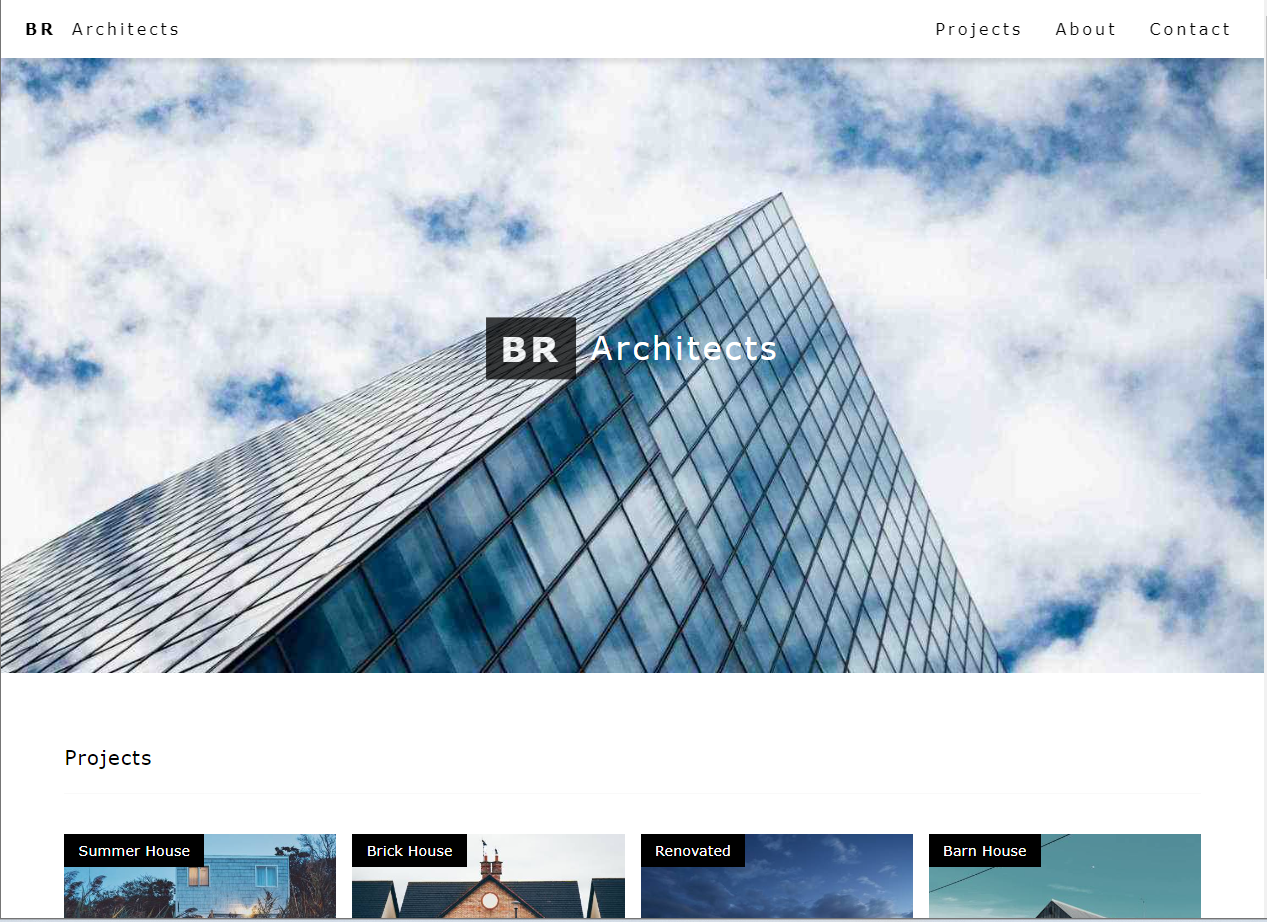 BR Architects
Projects About Contact
BR Architects
Projects
Summer House
Brick House
Renovated
Barn House